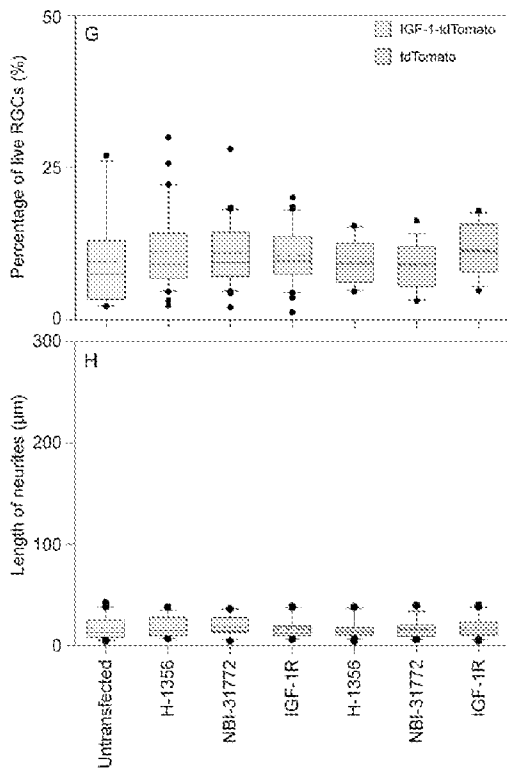 G
IGF-1-tdTomato
tdTomato
Percentage of live RGCs (%)
50
25
0
H
Length of neurites (µm)
300
200
100
0
Untransfected
H-1356
NBI-31772
IGF-1R
H-1356
NBI-31772
IGF-1R